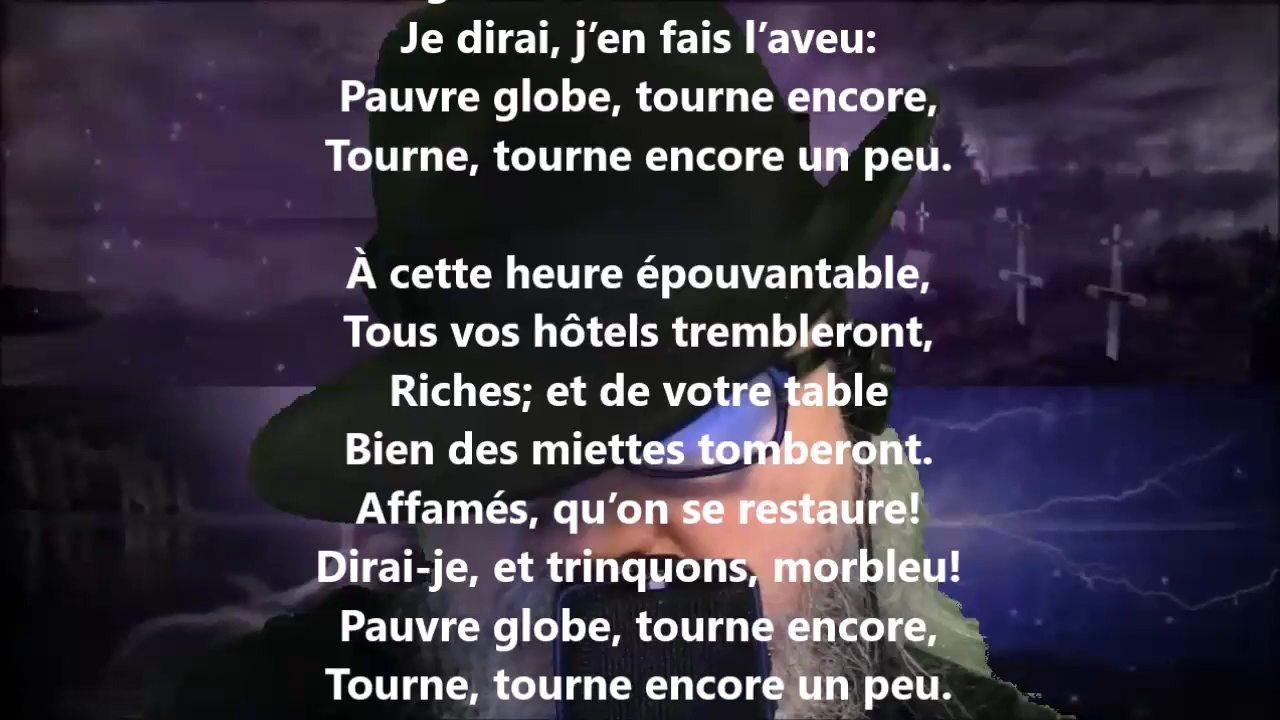 Je dirai, j’en fais l’aveu:
Pauvre globe, tourne encore,
Tourne, tourne encore un peu.
À cette heure épouvantable,
Tous vos hôtels trembleront,
Riches; et de votre table
Bien des miettes tomberont.
Affamés, qu’on se restaure!
Dirai-je, et trinquons, morbleu!
Pauvre globe, tourne encore,
Tourne, tourne encore un peu.